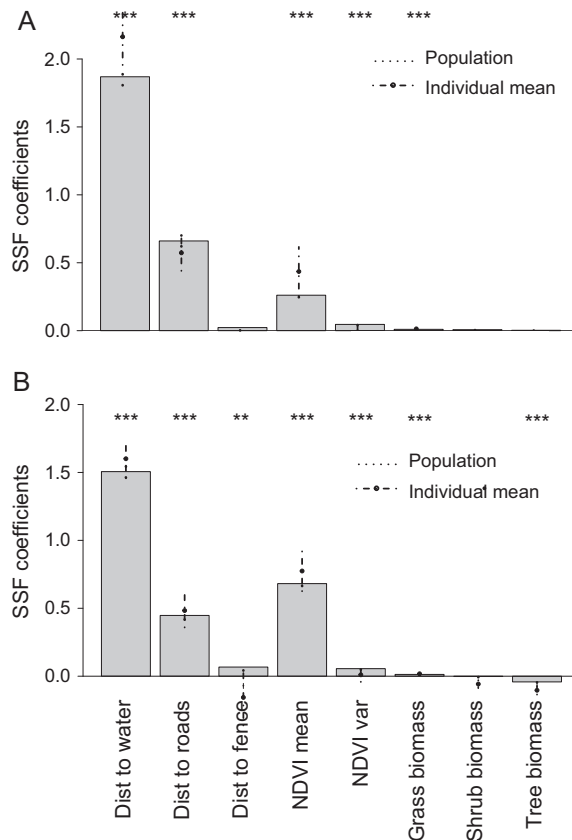 A
*** *** *** *** ***
2.0
1.5
1.0
0.5
0.0
SSF coefficients
Population
Individual mean
B
*** *** ** *** *** *** ***
2.0
1.5
1.0
0.5
0.0
SSF coefficients
Population
Individual mean
Dist to water
Dist to roads
Dist to fence
NDVI mean
NDVI var
Grass biomass
Shrub biomass
Tree biomass